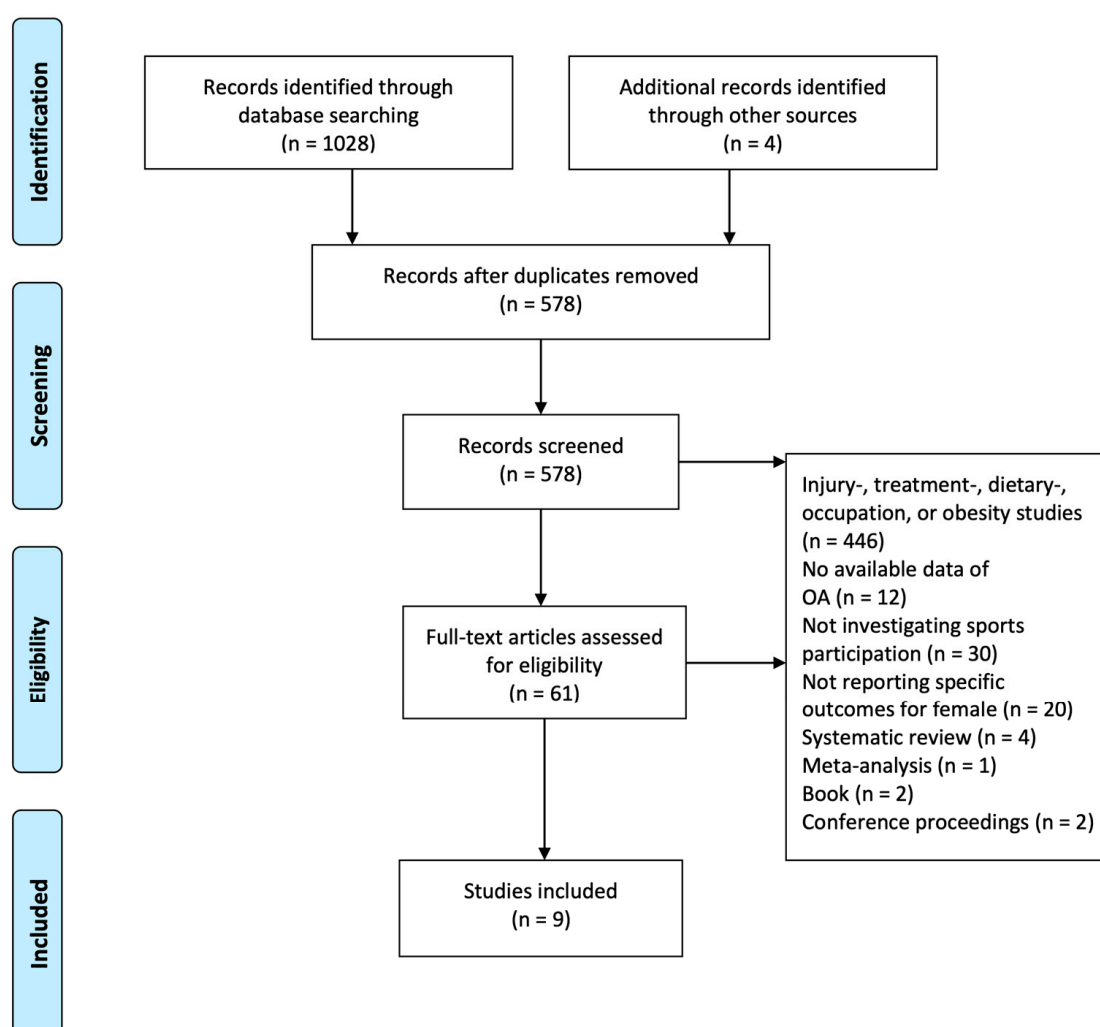 Identification
Records identified through
database searching
(n = 1028)
Additional records identified
through other sources
(n = 4)
Records after duplicates removed
(n = 578)
Screening
Records screened
(n = 578)
Injury-, treatment-, dietary-,
occupation, or obesity studies
(n = 446)
No available data of
OA (n = 12)
Not investigating sports
participation (n = 30)
Not reporting specific
outcomes for female (n = 20)
Systematic review (n = 4)
Meta-analysis (n = 1)
Book (n = 2)
Conference proceedings (n = 2)
Eligibility
Full-text articles assessed
for eligibility
(n = 61)
Included
Studies included
(n = 9)